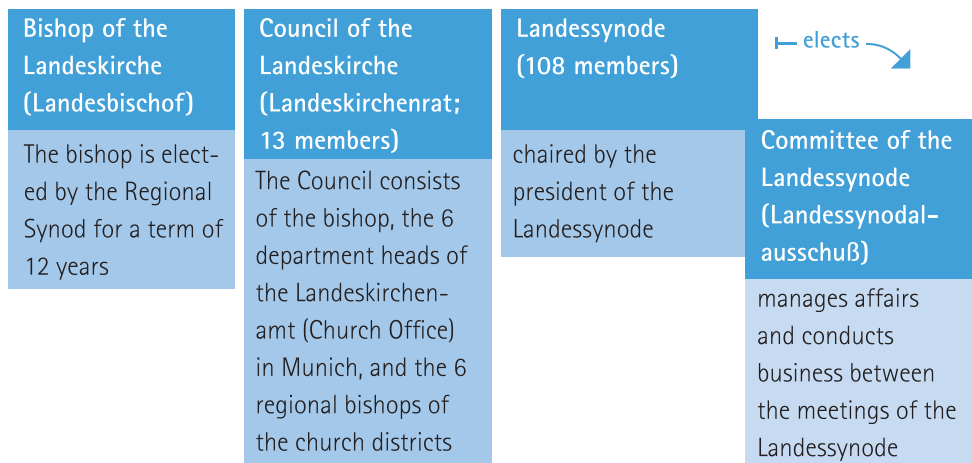 Bishop of the
Landeskirche
(Landesbischof)
The bishop is elect-
ed by the Regional
Synod for a term of
12 years
Council of the
Landeskirche
(Landeskirchenrat;
13 members)
The Council consists
of the bishop, the 6
department heads of
the Landeskirchen-
amt (Church Office)
in Munich, and the 6
regional bishops of
the church districts
Landessynode
(108 members)
chaired by the
president of the
Landessynode
elects
Committee of the
Landessynode
(Landessynodal-
ausschuß)
manages affairs
and conducts
business between
the meetings of the
Landessynode